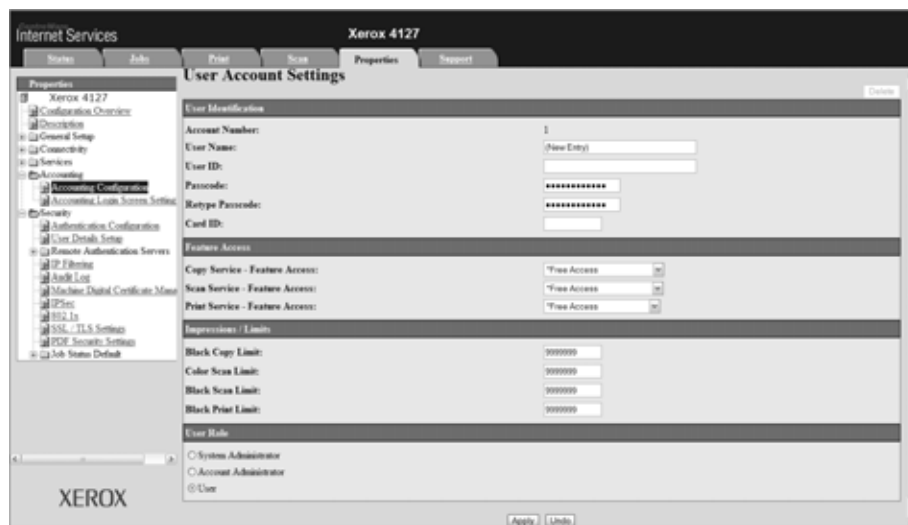 CentreWare
Internet Services
Xerox 4127
Status
Jobs
Print
Scan
Properties
Support
Properties
Xerox 4127
Configuration Overview
Description
General Setup
Connectivity
Services
Accounting
Accounting Configuration
Accounting Login Screen Setting
Security
Authentication Configuration
User Details Setup
Remote Authentication Servers
IP Filtering
Audit Log
Machine Digital Certificate Mana
IPSec
802.1x
SSL / TLS Settings
PDF Security Settings
Job Status Default
XEROX
User Account Settings
Delete
User Identification
Account Number: 1
User Name: (New Entry)
User ID:
Passcode: ••••••••••••
Retype Passcode: ••••••••••••
Card ID:
Feature Access
Copy Service - Feature Access: *Free Access
Scan Service - Feature Access: *Free Access
Print Service - Feature Access: *Free Access
Impressions / Limits
Black Copy Limit: 9999999
Color Scan Limit: 9999999
Black Scan Limit: 9999999
Black Print Limit: 9999999
User Role
System Administrator
Account Administrator
User
Apply
Undo